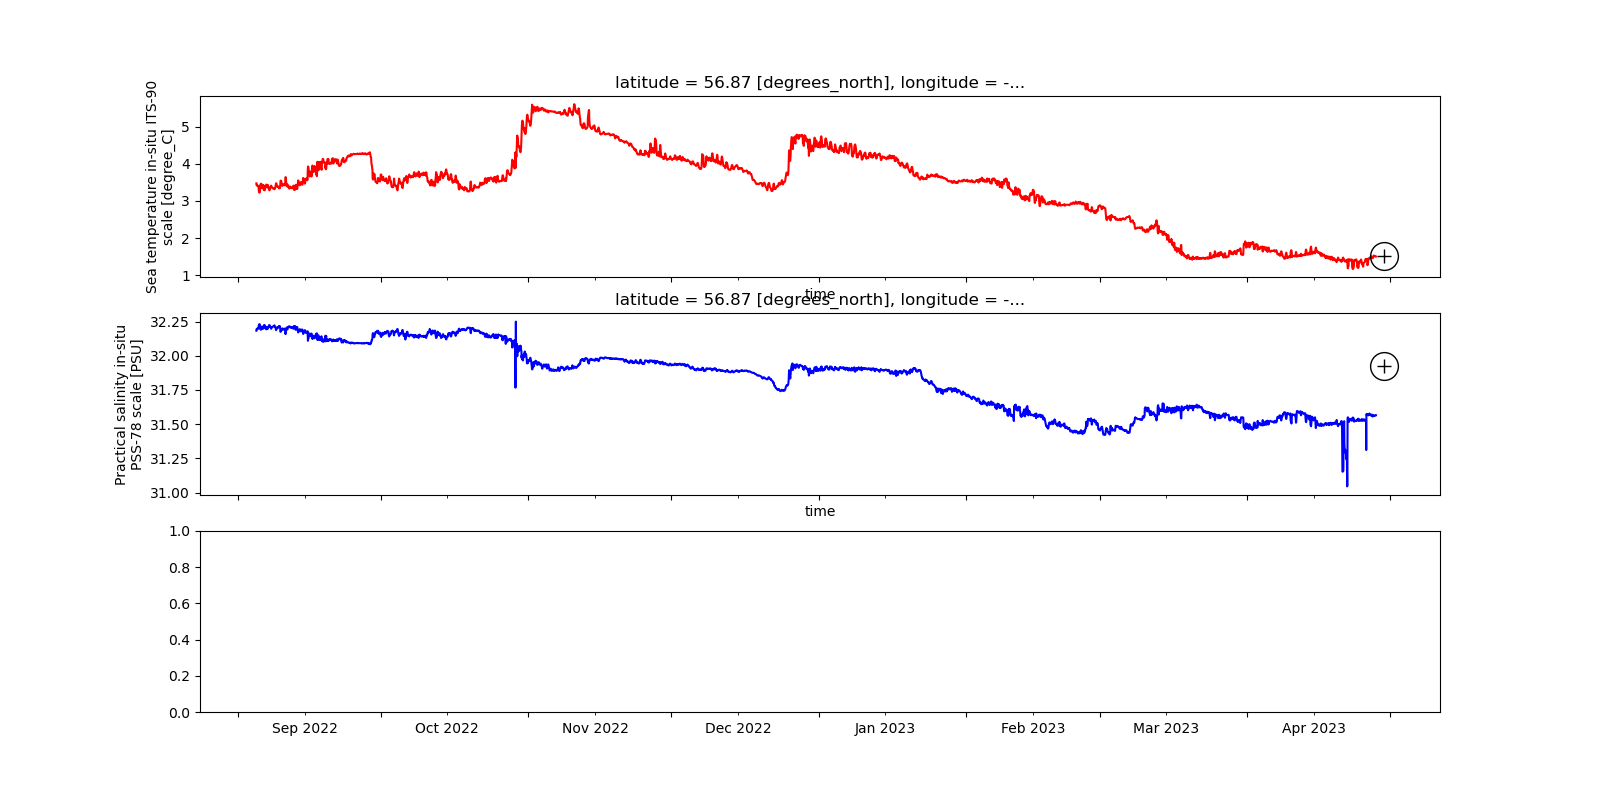 latitude = 56.87 [degrees_north], longitude = -...
Sea temperature in-situ ITS-90
scale [degree_C]
5
4
3
2
1
time
latitude = 56.87 [degrees_north], longitude = -...
Practical salinity in-situ
PSS-78 scale [PSU]
32.25
32.00
31.75
31.50
31.25
31.00
time
1.0
0.8
0.6
0.4
0.2
0.0
Sep 2022 Oct 2022 Nov 2022 Dec 2022 Jan 2023 Feb 2023 Mar 2023 Apr 2023